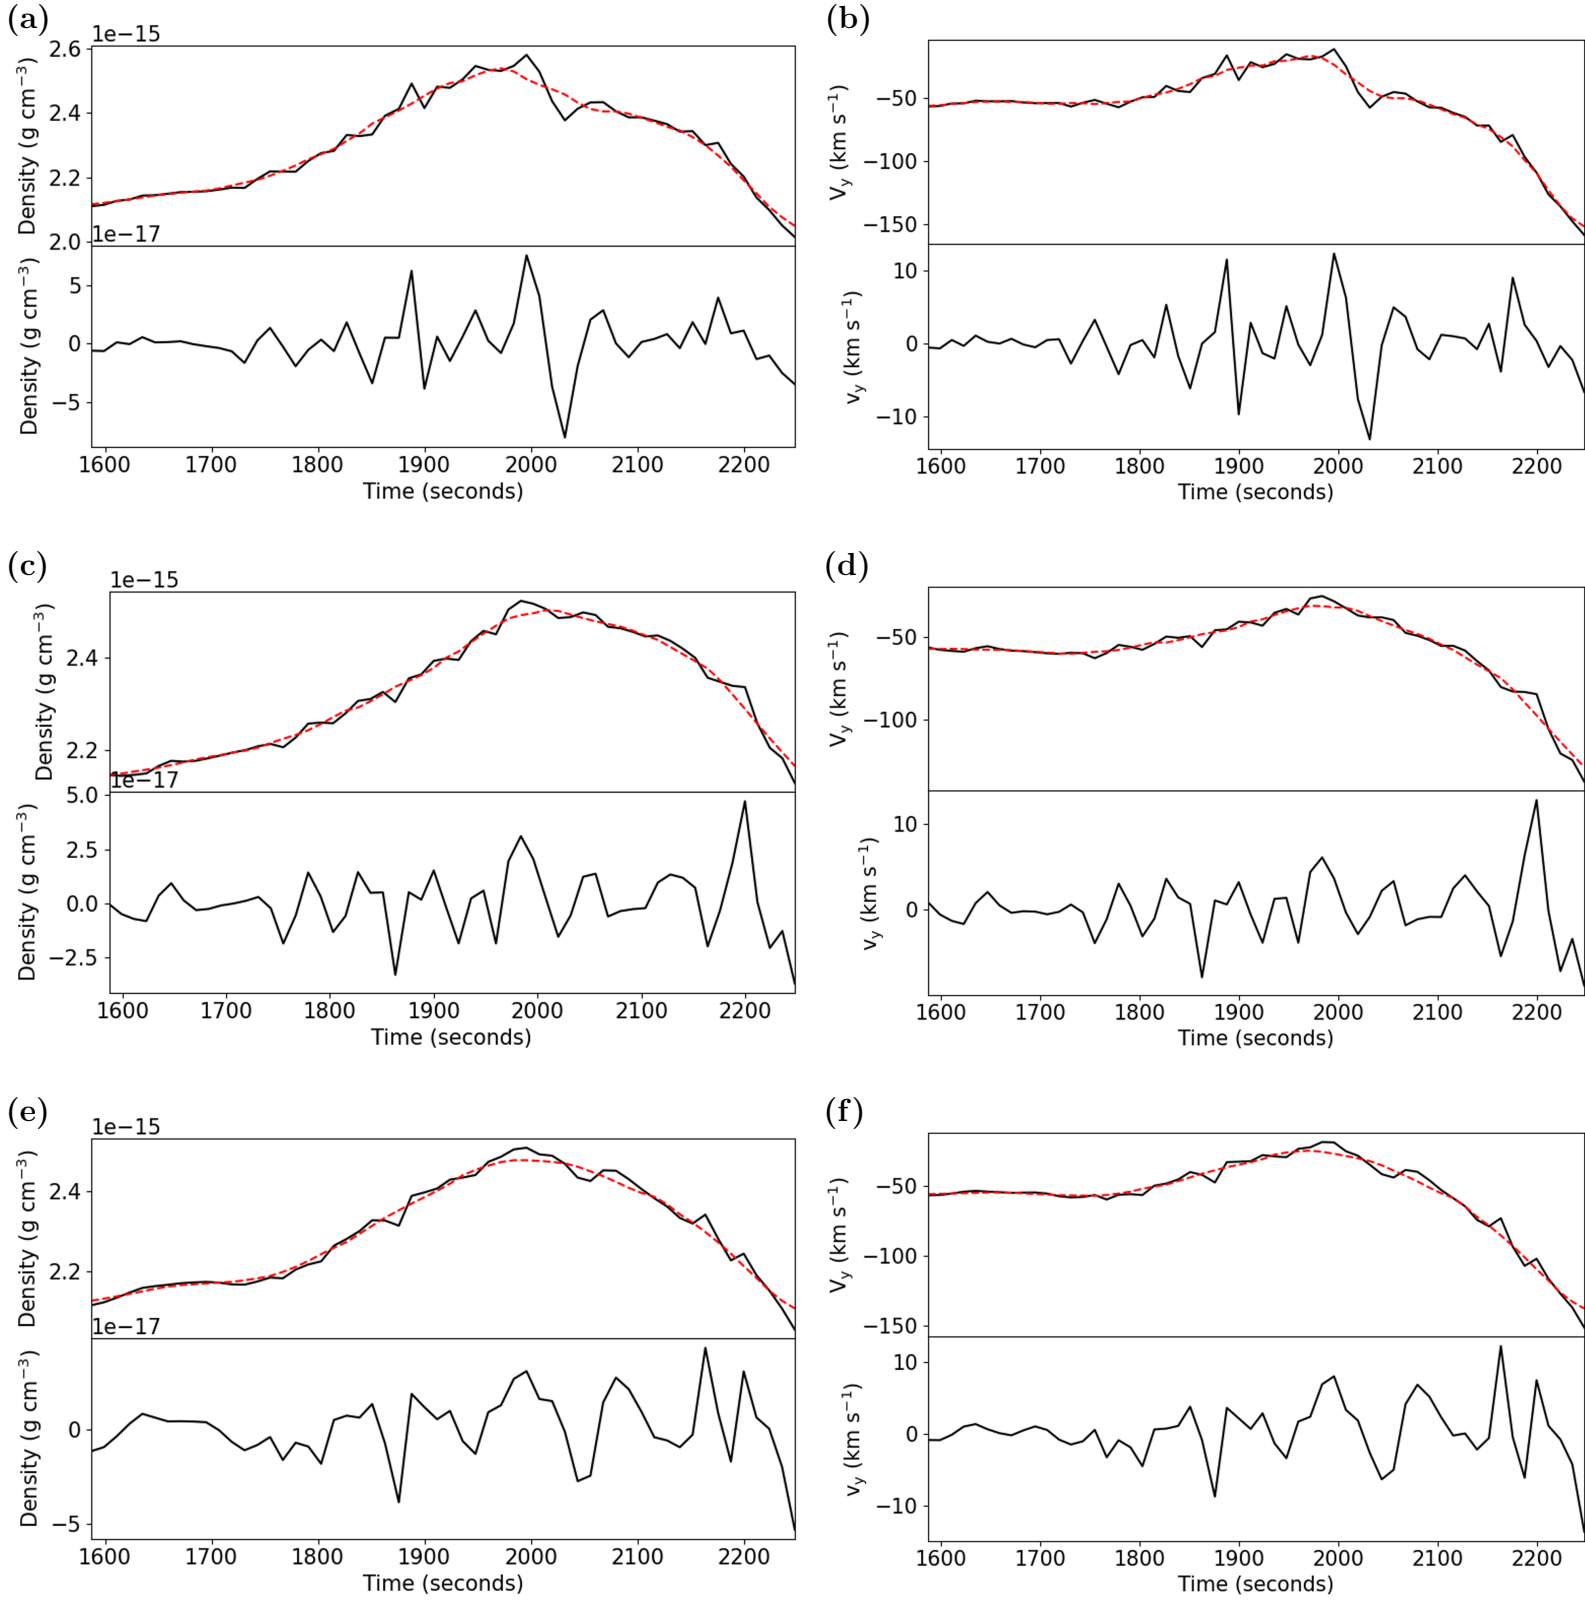 (a)
1e−15
2.6
2.4
2.2
2.0
Density (g cm⁻³)
1e−17
5
0
−5
Density (g cm⁻³)
1600 1700 1800 1900 2000 2100 2200
Time (seconds)
(b)
−50
−100
−150
Vy (km s⁻¹)
10
0
−10
vy (km s⁻¹)
1600 1700 1800 1900 2000 2100 2200
Time (seconds)
(c)
1e−15
2.4
2.2
Density (g cm⁻³)
1e−17
5.0
2.5
0.0
−2.5
Density (g cm⁻³)
1600 1700 1800 1900 2000 2100 2200
Time (seconds)
(d)
−50
−100
Vy (km s⁻¹)
10
0
vy (km s⁻¹)
1600 1700 1800 1900 2000 2100 2200
Time (seconds)
(e)
1e−15
2.4
2.2
Density (g cm⁻³)
1e−17
0
−5
Density (g cm⁻³)
1600 1700 1800 1900 2000 2100 2200
Time (seconds)
(f)
−50
−100
−150
Vy (km s⁻¹)
10
0
−10
vy (km s⁻¹)
1600 1700 1800 1900 2000 2100 2200
Time (seconds)